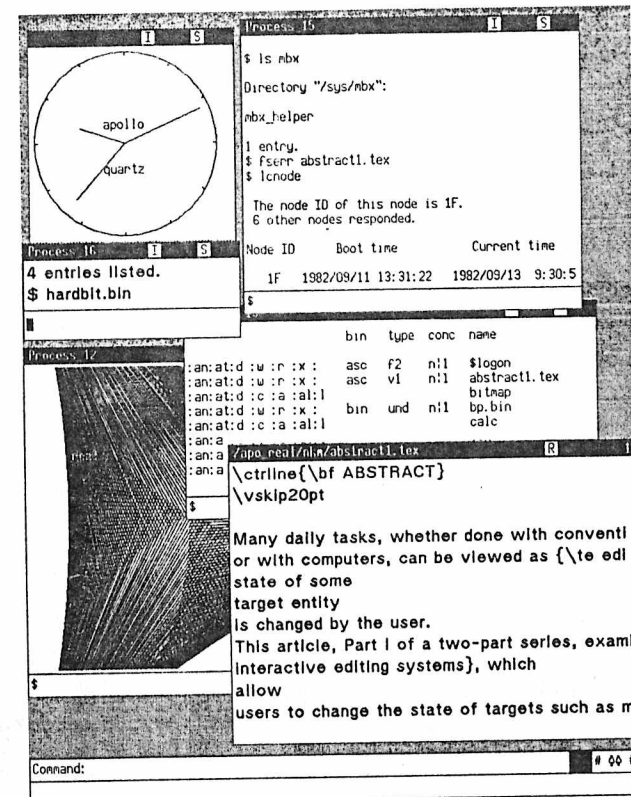 I S
apollo
quartz
Process 15 I S
$ ls mbx
Directory "/sys/mbx":
mbx_helper
1 entry.
$ fserr abstract1.tex
$ lcnode
The node ID of this node is 1F.
6 other nodes responded.
Node ID Boot time Current time
1F 1982/09/11 13:31:22 1982/09/13 9:30:5
$
Process 16 I S
4 entries listed.
$ hardbit.bin
bin type conc name
:an:at:d :w :r :x : asc f2 n¦1 $logon
:an:at:d :w :r :x : asc v1 n¦1 abstract1.tex
:an:at:d :c :a :al:l bitmap
:an:at:d :w :r :x : bin und n¦1 bp.bin
:an:at:d :c :a :al:l calc
:an:a
:an:a
:an:a
$
Process 12
$
/apo_real/nkm/abstract1.tex R
\ctrline{\bf ABSTRACT}
\vskip20pt
Many daily tasks, whether done with conventi
or with computers, can be viewed as {\te edi
state of some
target entity
is changed by the user.
This article, Part I of a two-part series, exami
interactive editing systems}, which
allow
users to change the state of targets such as m
Command: